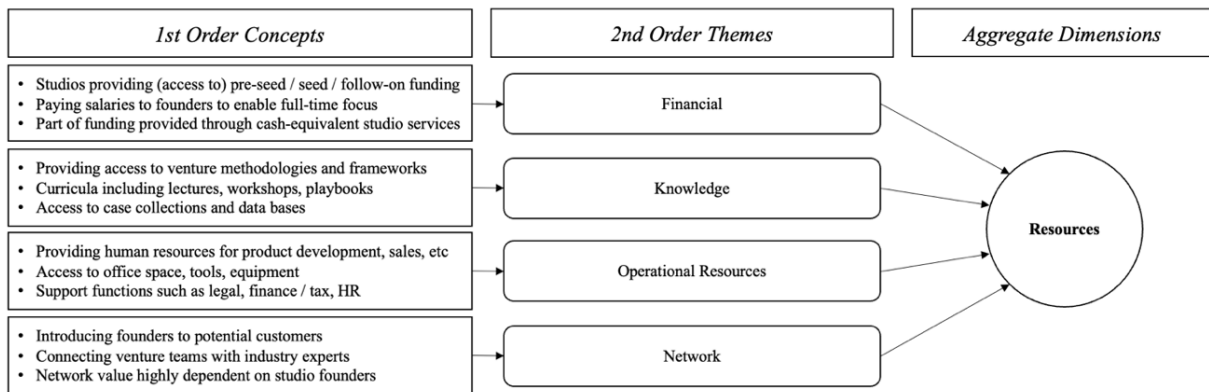 1st Order Concepts
2nd Order Themes
Aggregate Dimensions
• Studios providing (access to) pre-seed / seed / follow-on funding
• Paying salaries to founders to enable full-time focus
• Part of funding provided through cash-equivalent studio services
Financial
• Providing access to venture methodologies and frameworks
• Curricula including lectures, workshops, playbooks
• Access to case collections and data bases
Knowledge
• Providing human resources for product development, sales, etc
• Access to office space, tools, equipment
• Support functions such as legal, finance / tax, HR
Operational Resources
• Introducing founders to potential customers
• Connecting venture teams with industry experts
• Network value highly dependent on studio founders
Network
Resources